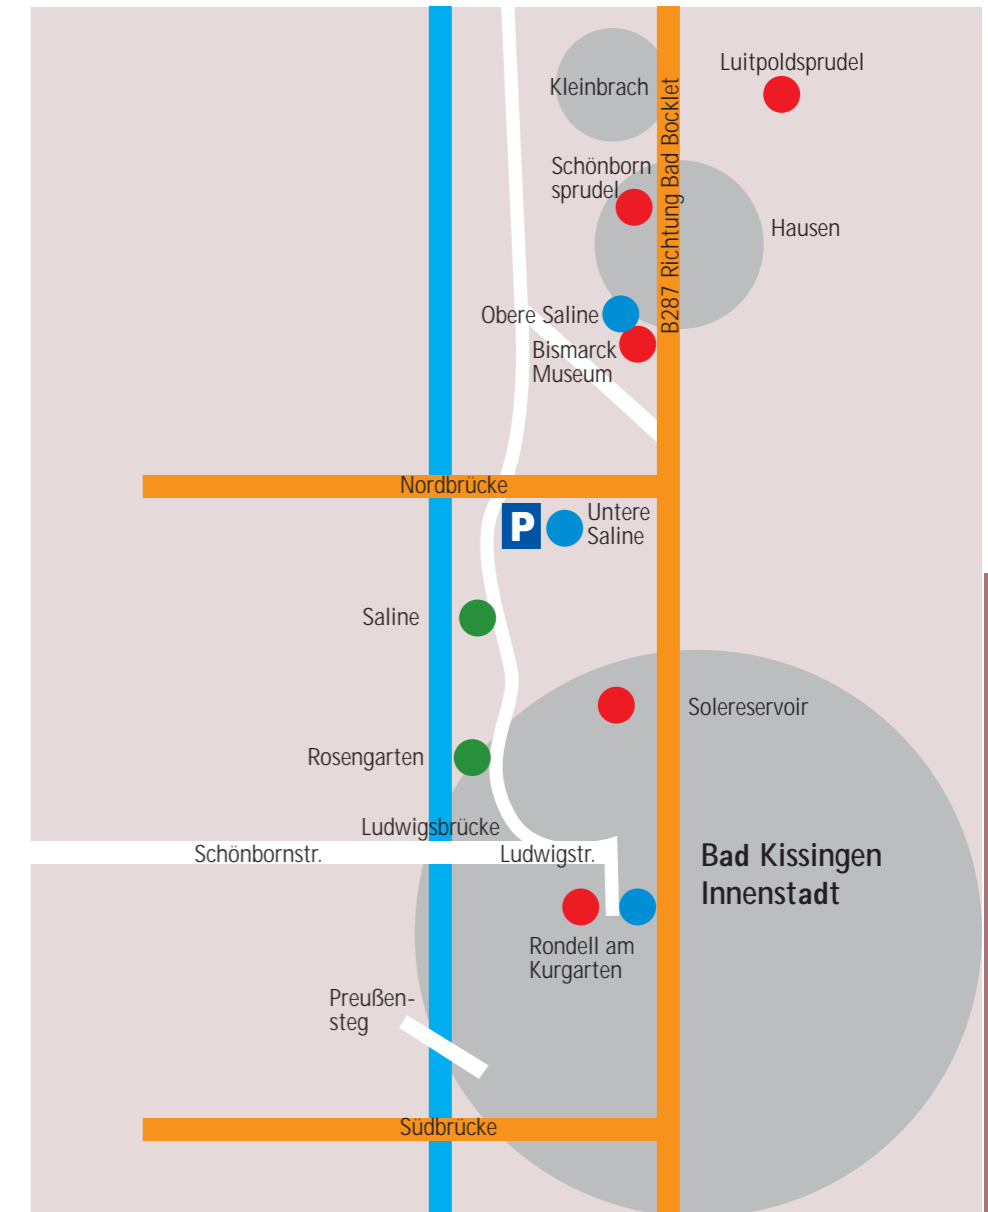 Luitpoldsprudel
Kleinbrach
B287 Richtung Bad Bocklet
Schönborn
sprudel
Hausen
Obere Saline
Bismarck
Museum
Nordbrücke
P
Untere
Saline
Saline
Solereservoir
Rosengarten
Ludwigsbrücke
Schönbornstr.
Ludwigstr.
Bad Kissingen
Innenstadt
Rondell am
Kurgarten
Preußen-
steg
Südbrücke